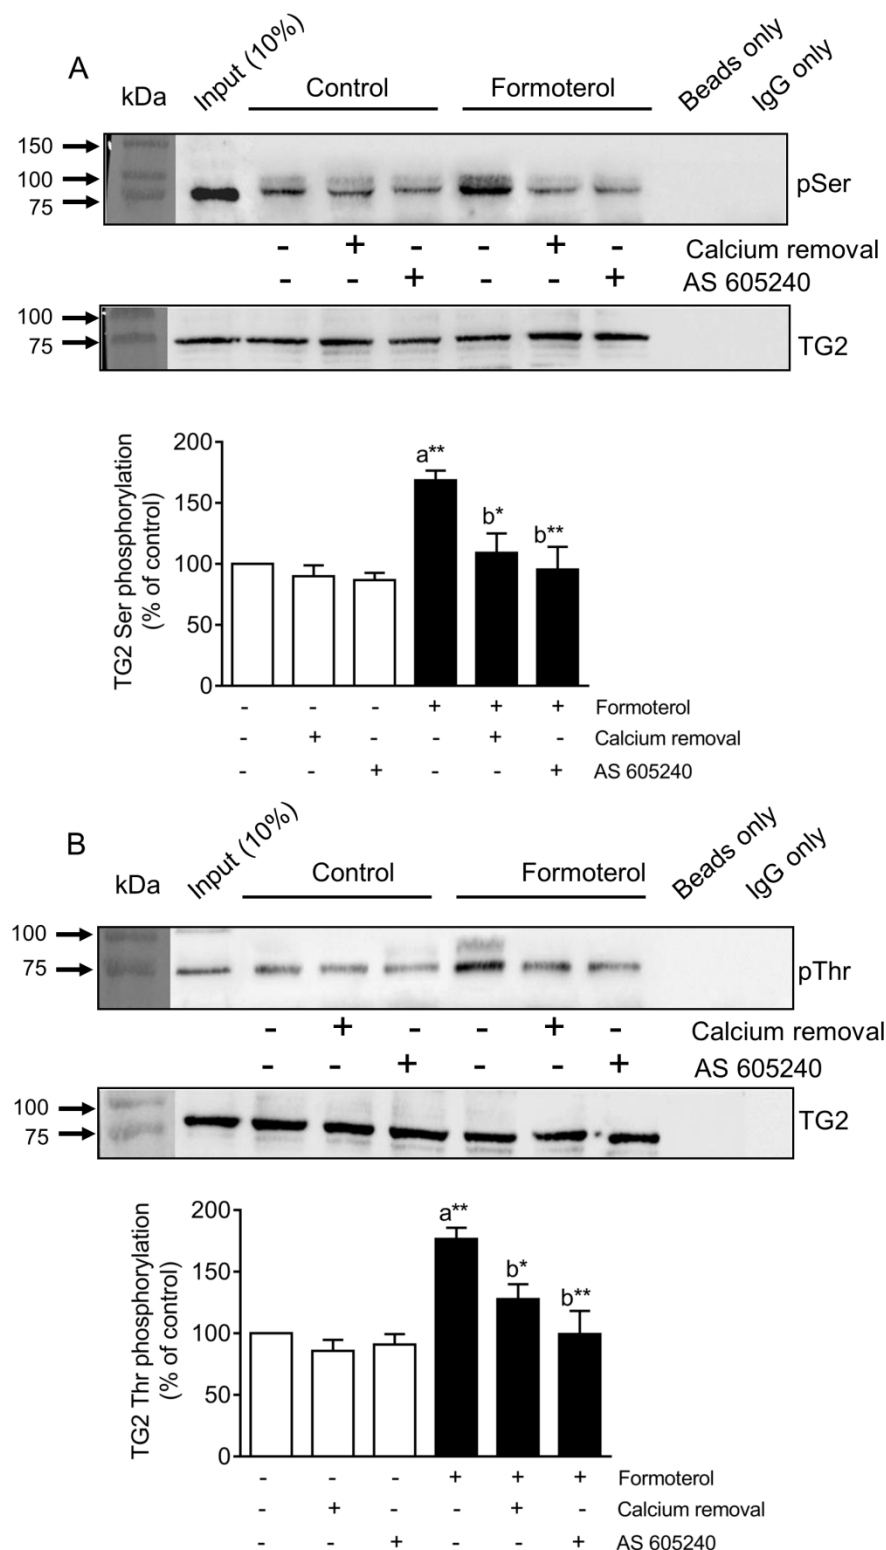 A
kDa
Input (10%)
Control
Formoterol
Beads only
IgG only
150
100
75
pSer
- + - - + - Calcium removal
- - + - - + AS 605240
100
75
TG2
TG2 Ser phosphorylation
(% of control)
200
150
100
50
0
a**
b*
b**
- - - + + + Formoterol
- + - - + - Calcium removal
- - + - - + AS 605240
B
kDa
Input (10%)
Control
Formoterol
Beads only
IgG only
100
75
pThr
- + - - + - Calcium removal
- - + - - + AS 605240
100
75
TG2
TG2 Thr phosphorylation
(% of control)
200
150
100
50
0
a**
b*
b**
- - - + + + Formoterol
- + - - + - Calcium removal
- - + - - + AS 605240